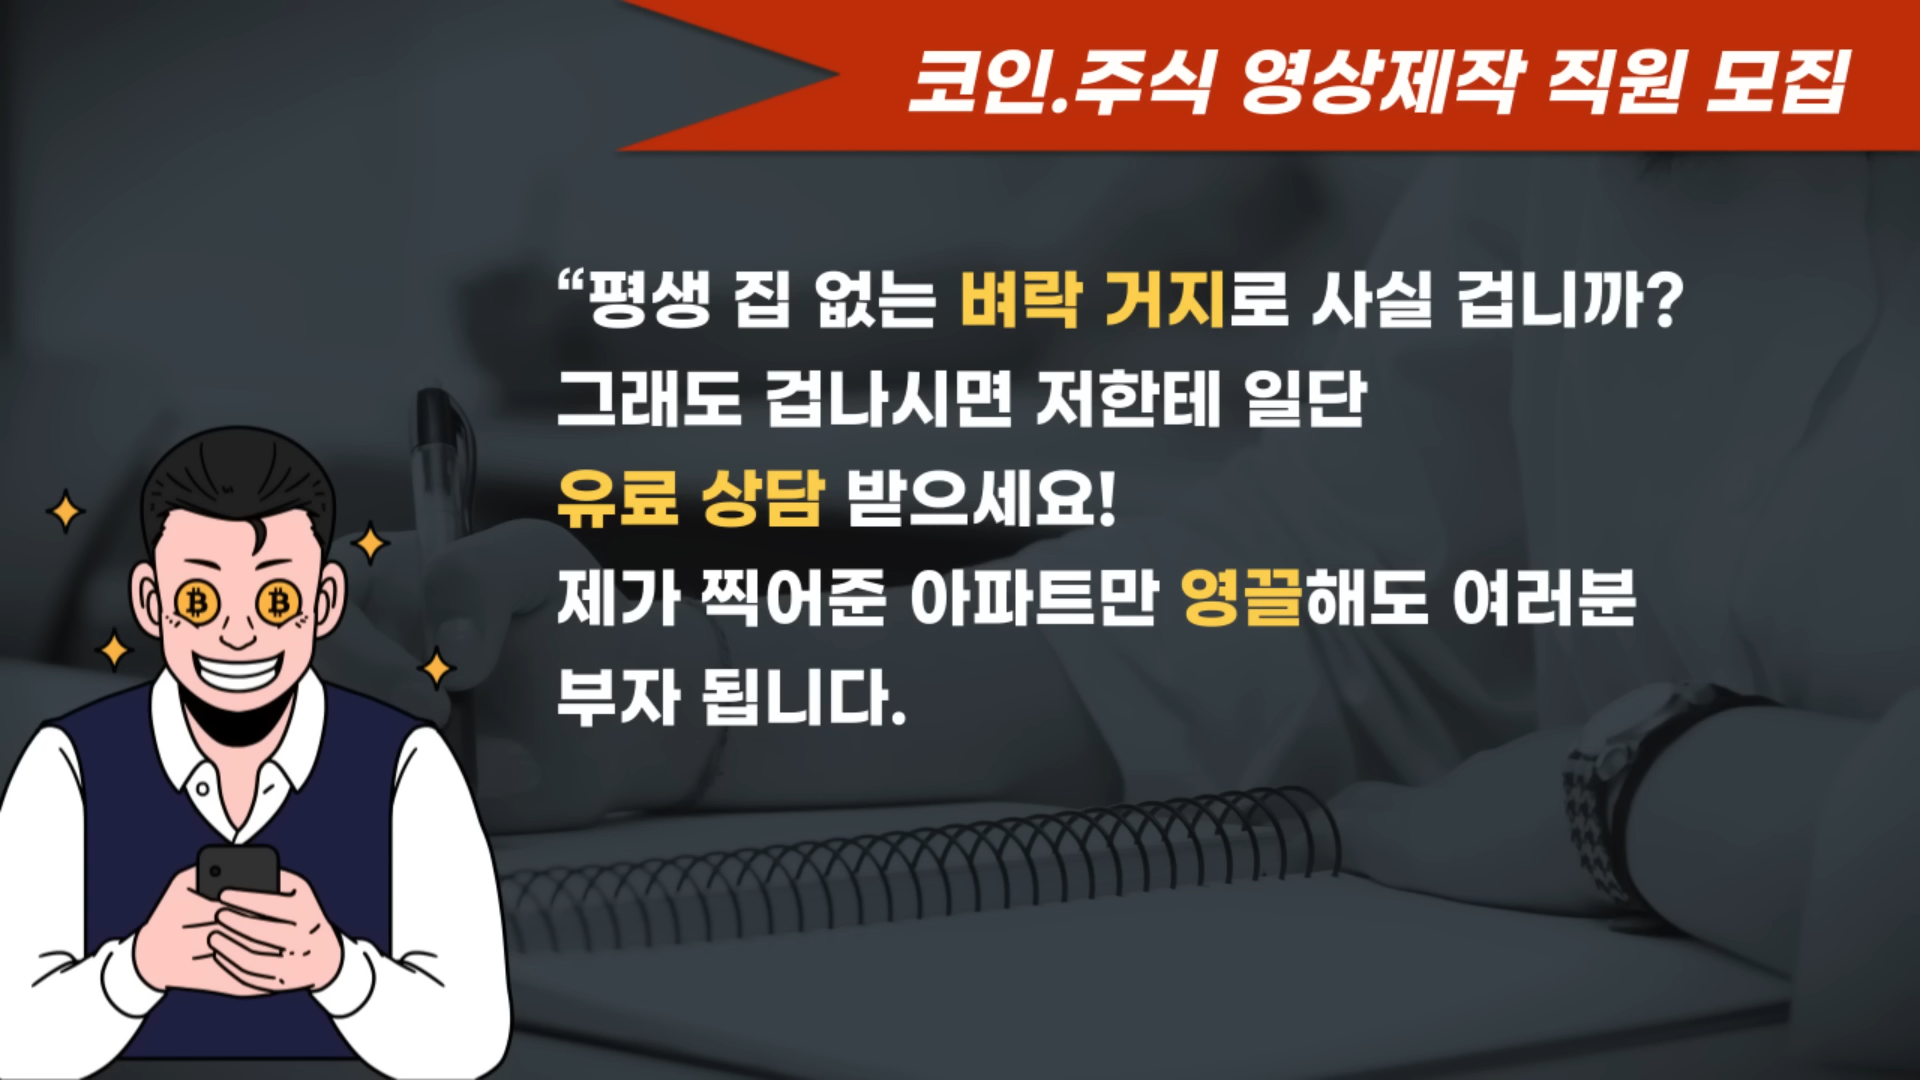 코인.주식 영상제작 직원 모집
“평생 집 없는 벼락 거지로 사실 겁니까?
그래도 겁나시면 저한테 일단
유료 상담 받으세요!
제가 찍어준 아파트만 영끌해도 여러분
부자 됩니다.